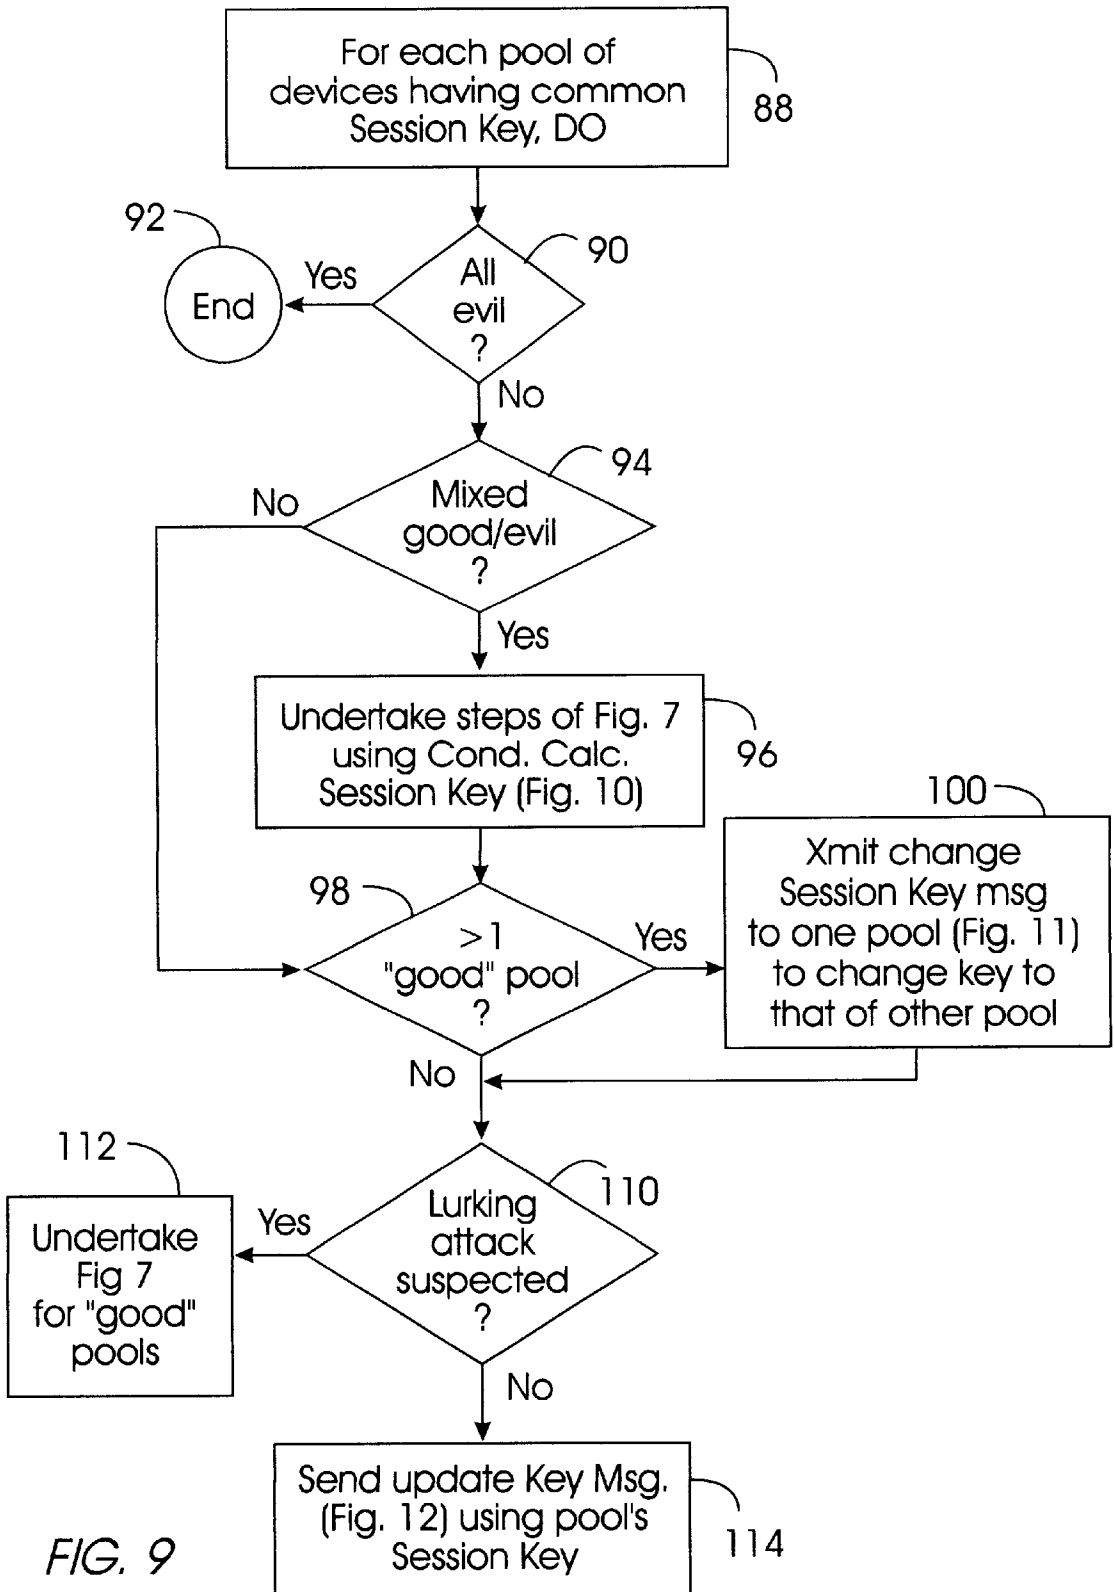 For each pool of
devices having common
Session Key, DO
88
92
End
Yes
All
evil
?
90
No
94
Mixed
good/evil
?
No
Yes
Undertake steps of Fig. 7
using Cond. Calc.
Session Key (Fig. 10)
96
98
>1
"good" pool
?
Yes
100
Xmit change
Session Key msg
to one pool (Fig. 11)
to change key to
that of other pool
No
110
Lurking
attack
suspected
?
Yes
112
Undertake
Fig 7
for "good"
pools
No
Send update Key Msg.
(Fig. 12) using pool's
Session Key
114
FIG. 9